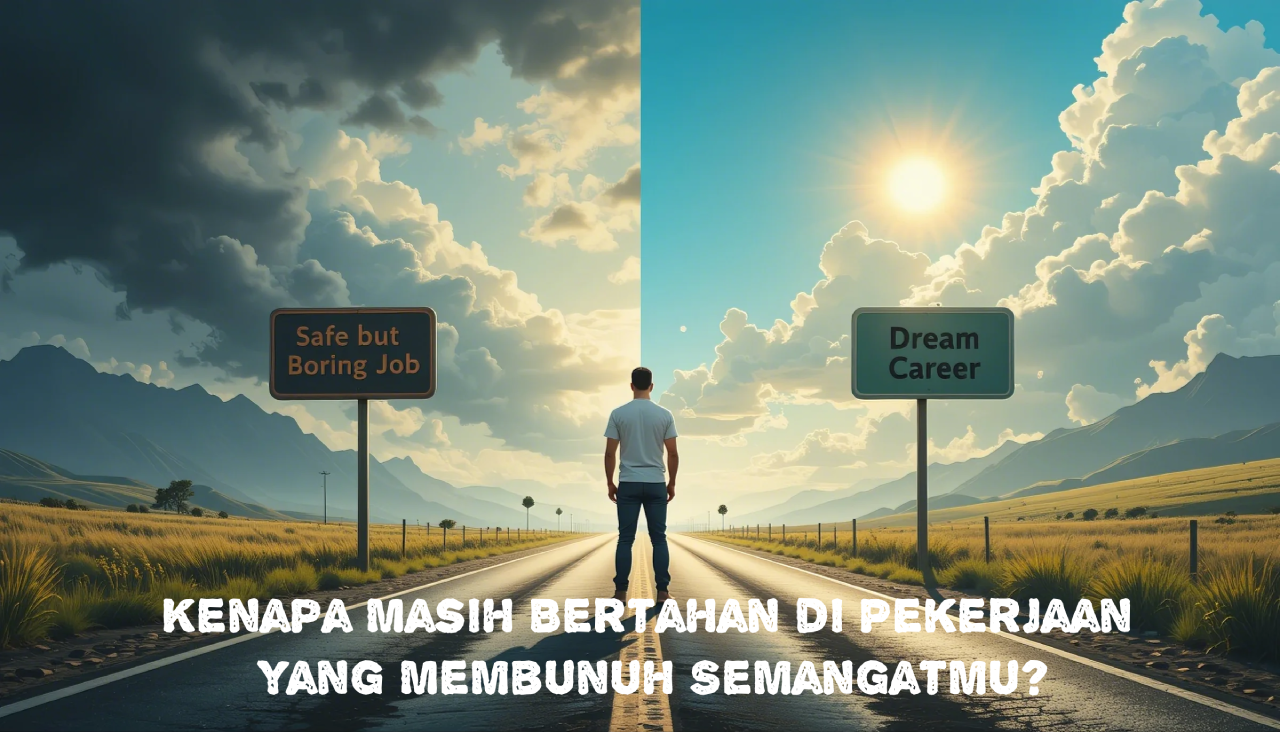 Safe but
Boring Job
Dream
Career
KENAPA MASIH BERTAHAN DI PEKERJAAN
YANG MEMBUNUH SEMANGATMU?